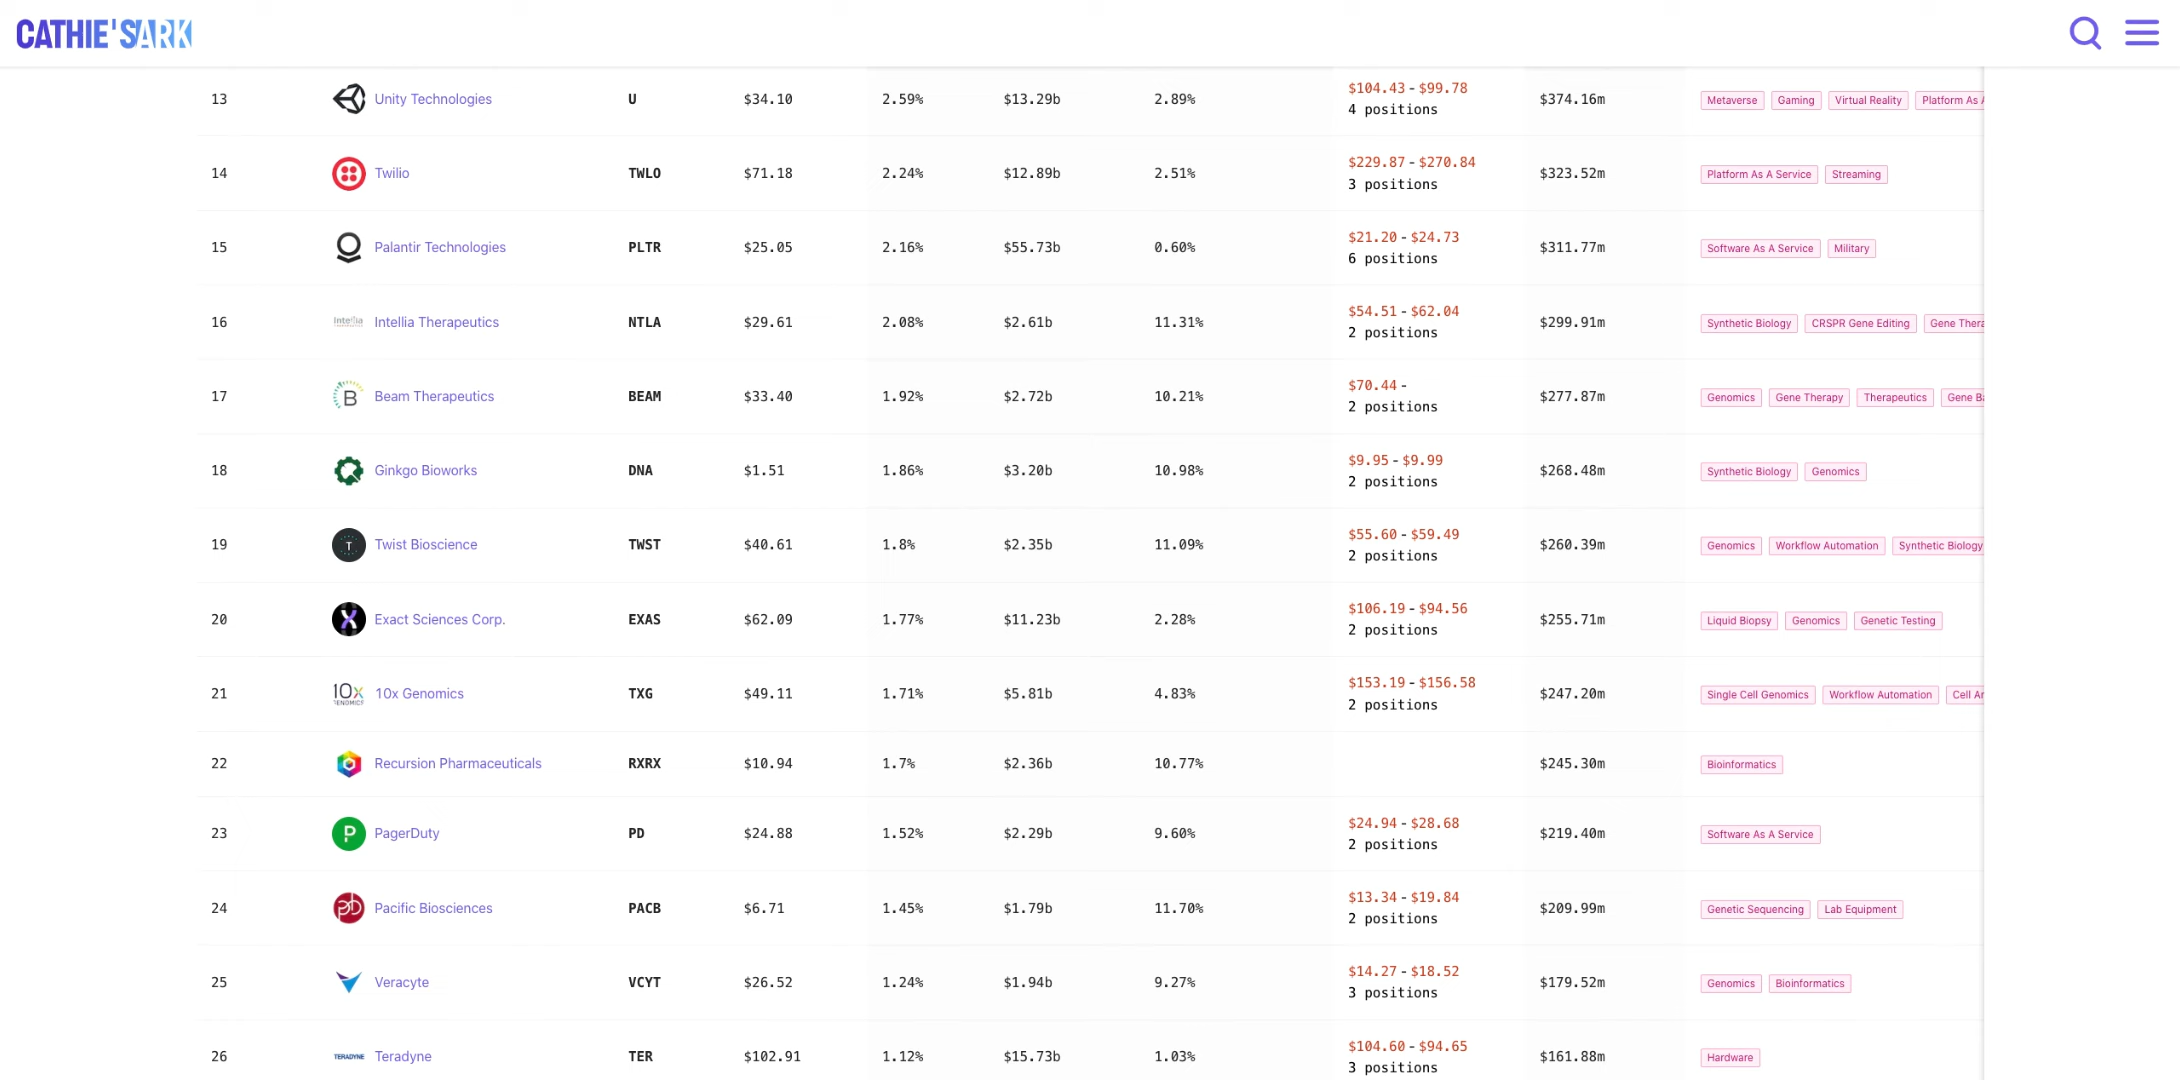 CATHIE'SARK
13 Unity Technologies U $34.10 2.59% $13.29b 2.89% $104.43 - $99.78 4 positions $374.16m Metaverse Gaming Virtual Reality Platform As A
14 Twilio TWLO $71.18 2.24% $12.89b 2.51% $229.87 - $270.84 3 positions $323.52m Platform As A Service Streaming
15 Palantir Technologies PLTR $25.05 2.16% $55.73b 0.60% $21.20 - $24.73 6 positions $311.77m Software As A Service Military
16 Intellia Intellia Therapeutics NTLA $29.61 2.08% $2.61b 11.31% $54.51 - $62.04 2 positions $299.91m Synthetic Biology CRSPR Gene Editing Gene Thera
17 B Beam Therapeutics BEAM $33.40 1.92% $2.72b 10.21% $70.44 - 2 positions $277.87m Genomics Gene Therapy Therapeutics Gene Ba
18 Ginkgo Bioworks DNA $1.51 1.86% $3.20b 10.98% $9.95 - $9.99 2 positions $268.48m Synthetic Biology Genomics
19 T Twist Bioscience TWST $40.61 1.8% $2.35b 11.09% $55.60 - $59.49 2 positions $260.39m Genomics Workflow Automation Synthetic Biology
20 Exact Sciences Corp. EXAS $62.09 1.77% $11.23b 2.28% $106.19 - $94.56 2 positions $255.71m Liquid Biopsy Genomics Genetic Testing
21 10x GENOMICS 10x Genomics TXG $49.11 1.71% $5.81b 4.83% $153.19 - $156.58 2 positions $247.20m Single Cell Genomics Workflow Automation Cell An
22 Recursion Pharmaceuticals RXRX $10.94 1.7% $2.36b 10.77% $245.30m Bioinformatics
23 P PagerDuty PD $24.88 1.52% $2.29b 9.60% $24.94 - $28.68 2 positions $219.40m Software As A Service
24 pb Pacific Biosciences PACB $6.71 1.45% $1.79b 11.70% $13.34 - $19.84 2 positions $209.99m Genetic Sequencing Lab Equipment
25 Veracyte VCYT $26.52 1.24% $1.94b 9.27% $14.27 - $18.52 3 positions $179.52m Genomics Bioinformatics
26 TERADYNE Teradyne TER $102.91 1.12% $15.73b 1.03% $104.60 - $94.65 3 positions $161.88m Hardware